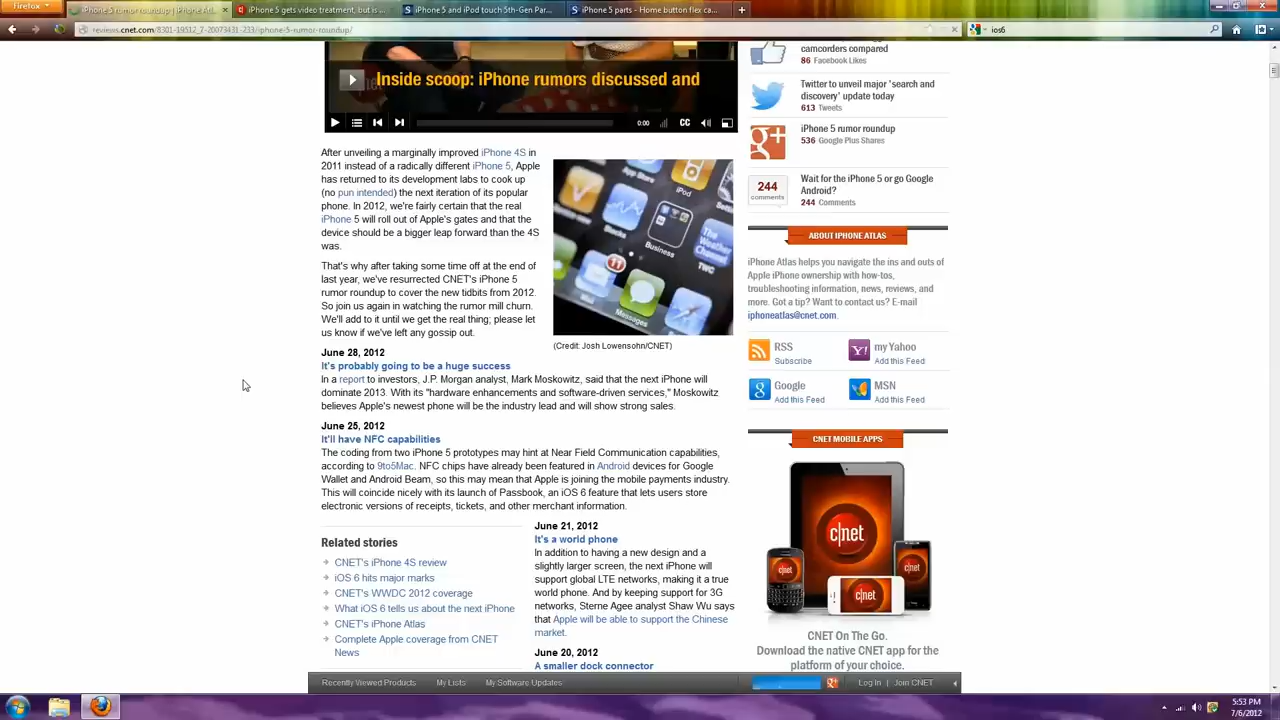 Firefox
iPhone 5 rumor roundup | iPhone Atl...
iPhone 5 gets video treatment, but is ...
iPhone 5 and iPod touch 5th-Gen Par...
iPhone 5 parts - Home button flex ca...
reviews.cnet.com/8301-19512_7-20073431-233/iphone-5-rumor-roundup/
ios6
Inside scoop: iPhone rumors discussed and
0:00
CC
After unveiling a marginally improved iPhone 4S in
2011 instead of a radically different iPhone 5, Apple
has returned to its development labs to cook up
(no pun intended) the next iteration of its popular
phone. In 2012, we're fairly certain that the real
iPhone 5 will roll out of Apple's gates and that the
device should be a bigger leap forward than the 4S
was.
That's why after taking some time off at the end of
last year, we've resurrected CNET's iPhone 5
rumor roundup to cover the new tidbits from 2012.
So join us again in watching the rumor mill churn.
We'll add to it until we get the real thing; please let
us know if we've left any gossip out.
App Store
iPod
Stocks
Business
The Weather
Channel
TWC
11
Messages
(Credit: Josh Lowensohn/CNET)
June 28, 2012
It's probably going to be a huge success
In a report to investors, J.P. Morgan analyst, Mark Moskowitz, said that the next iPhone will
dominate 2013. With its "hardware enhancements and software-driven services," Moskowitz
believes Apple's newest phone will be the industry lead and will show strong sales.
June 25, 2012
It'll have NFC capabilities
The coding from two iPhone 5 prototypes may hint at Near Field Communication capabilities,
according to 9to5Mac. NFC chips have already been featured in Android devices for Google
Wallet and Android Beam, so this may mean that Apple is joining the mobile payments industry.
This will coincide nicely with its launch of Passbook, an iOS 6 feature that lets users store
electronic versions of receipts, tickets, and other merchant information.
Related stories
CNET's iPhone 4S review
iOS 6 hits major marks
CNET's WWDC 2012 coverage
What iOS 6 tells us about the next iPhone
CNET's iPhone Atlas
Complete Apple coverage from CNET
News
June 21, 2012
It's a world phone
In addition to having a new design and a
slightly larger screen, the next iPhone will
support global LTE networks, making it a true
world phone. And by keeping support for 3G
networks, Sterne Agee analyst Shaw Wu says
that Apple will be able to support the Chinese
market.
June 20, 2012
A smaller dock connector
camcorders compared
86 Facebook Likes
Twitter to unveil major 'search and
discovery' update today
613 Tweets
iPhone 5 rumor roundup
536 Google Plus Shares
244
comments
Wait for the iPhone 5 or go Google
Android?
244 Comments
ABOUT IPHONE ATLAS
iPhone Atlas helps you navigate the ins and outs of
Apple iPhone ownership with how-tos,
troubleshooting information, news, reviews, and
more. Got a tip? Want to contact us? E-mail
iphoneatlas@cnet.com.
RSS
Subscribe
my Yahoo
Add this Feed
Google
Add this Feed
MSN
Add this Feed
CNET MOBILE APPS
c|net
c|net
c|net
c|net
CNET On The Go.
Download the native CNET app for the
platform of your choice.
Recently Viewed Products
My Lists
My Software Updates
Log In | Join CNET
5:53 PM
7/6/2012